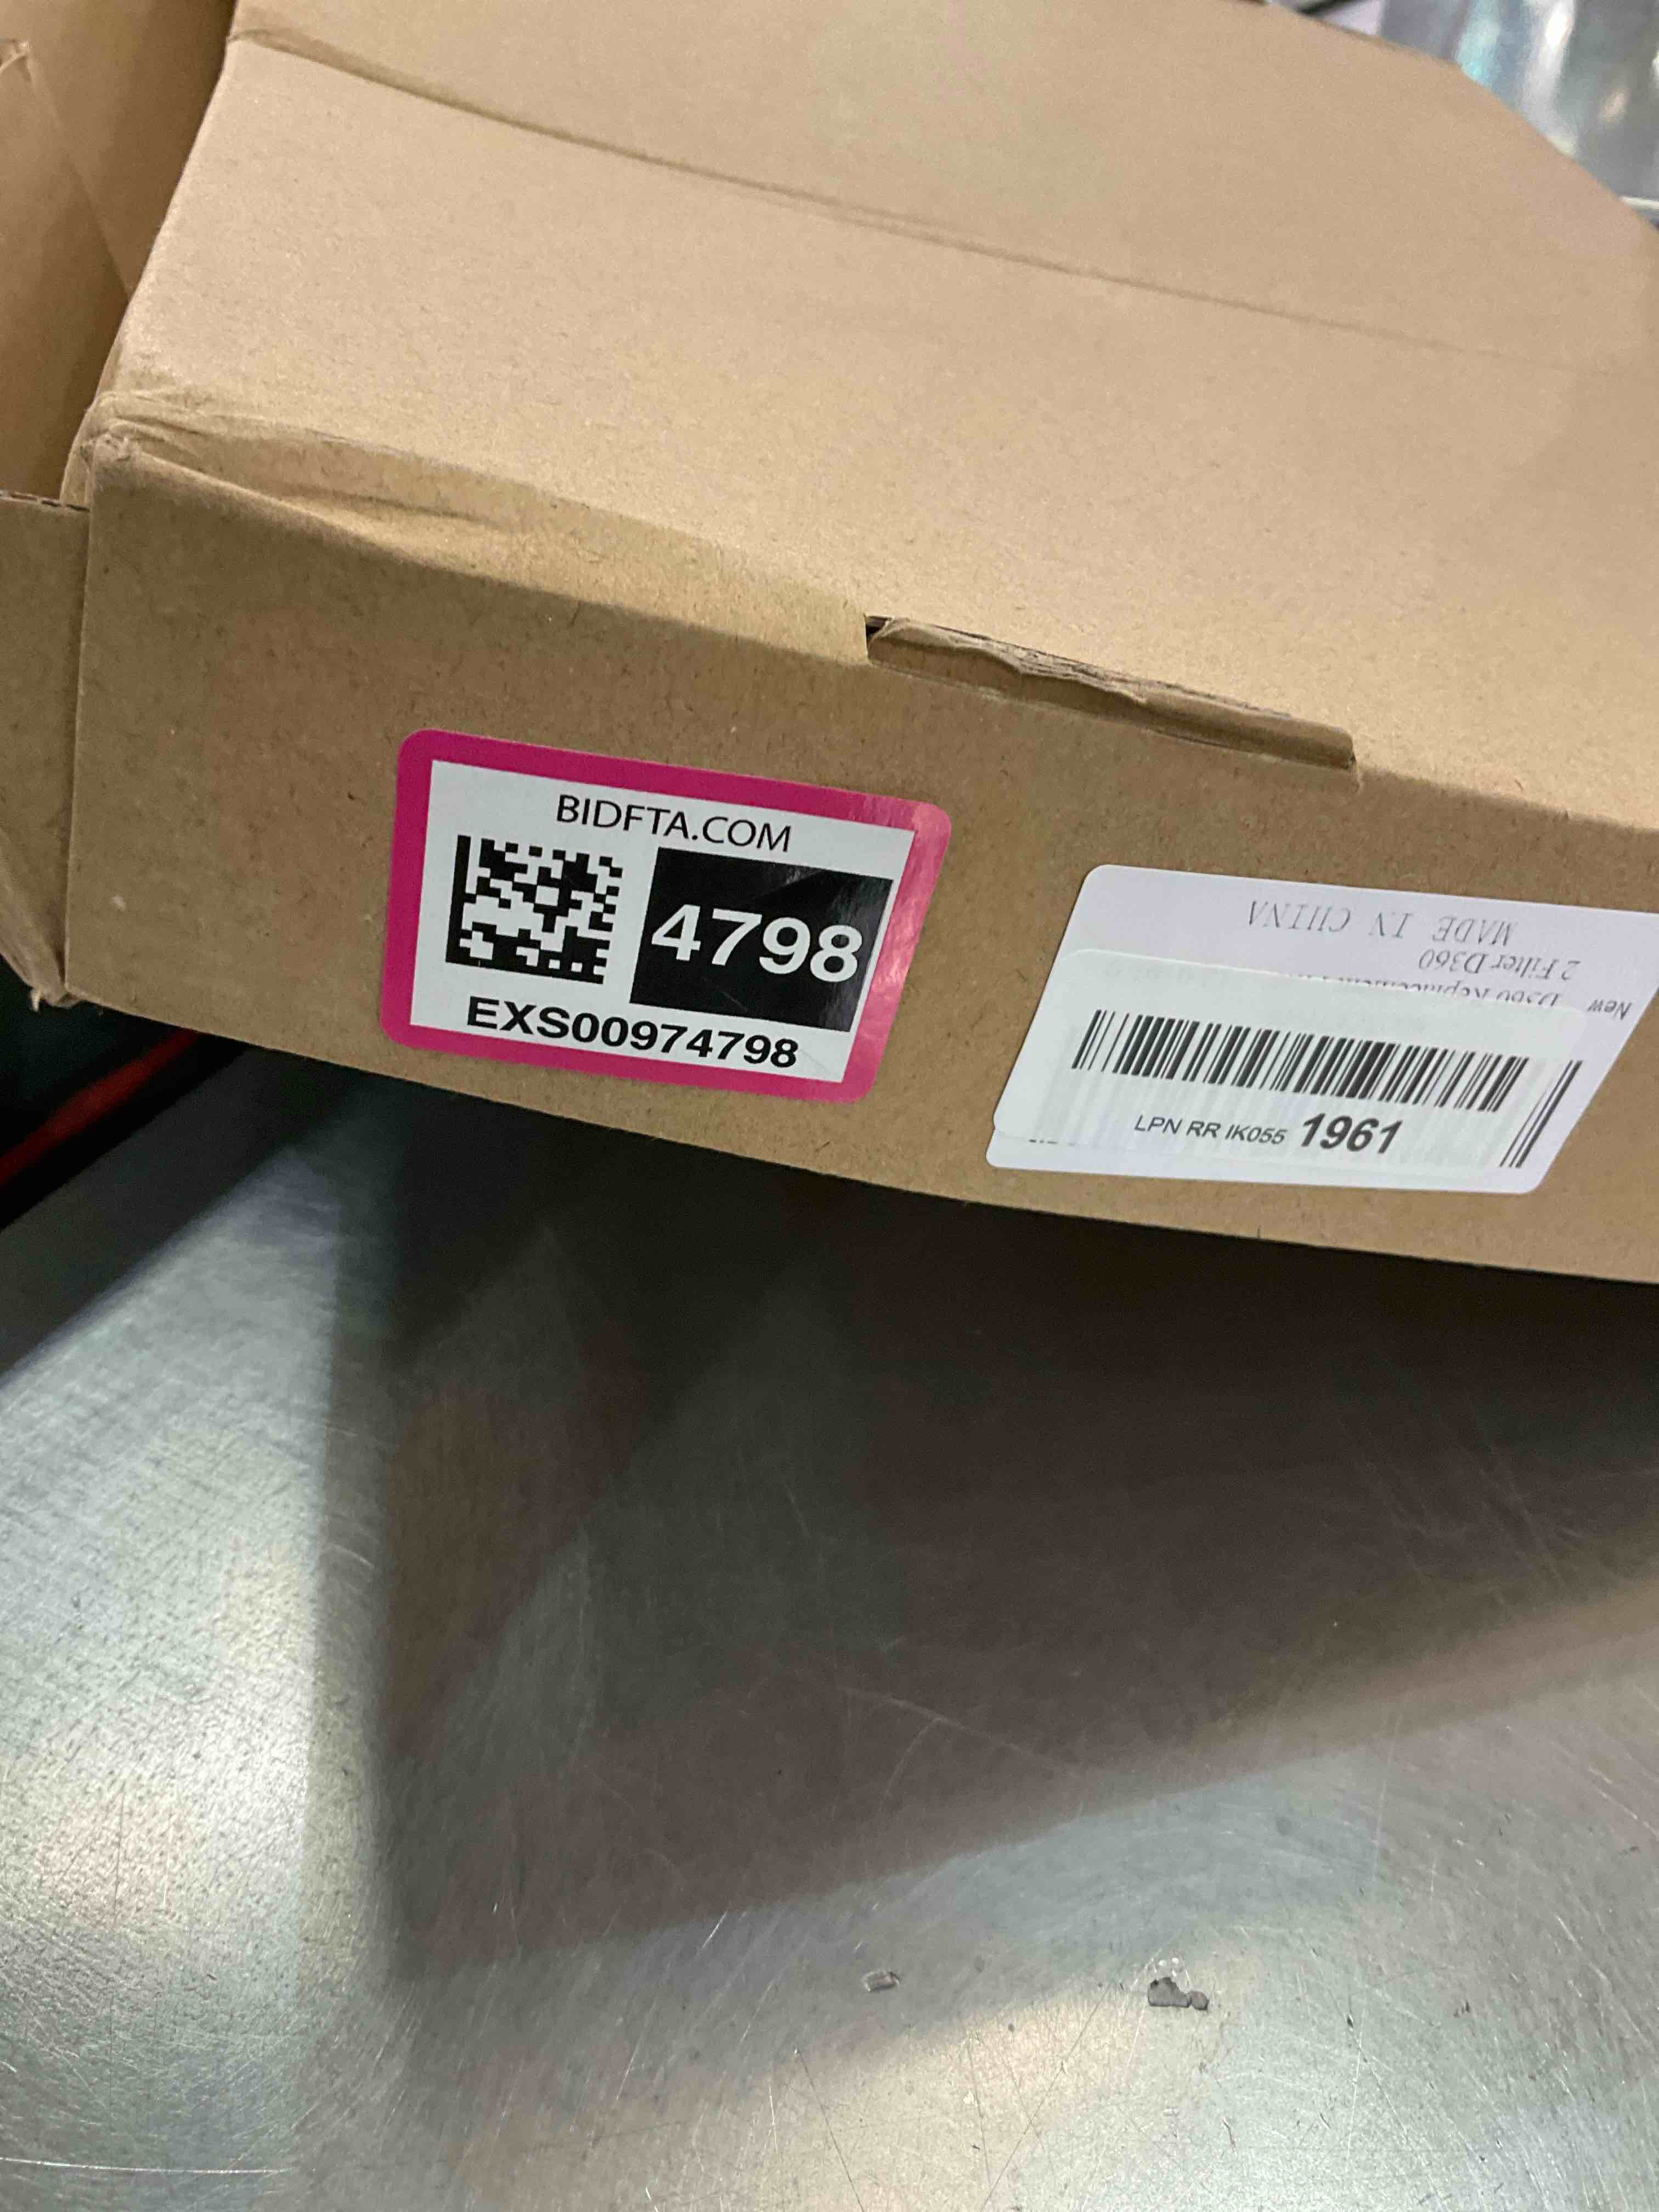 BIDFTA.COM
4798
EXS00974798
New
2 Filter D360
MADE IN CHINA
LPN RR IK055 1961